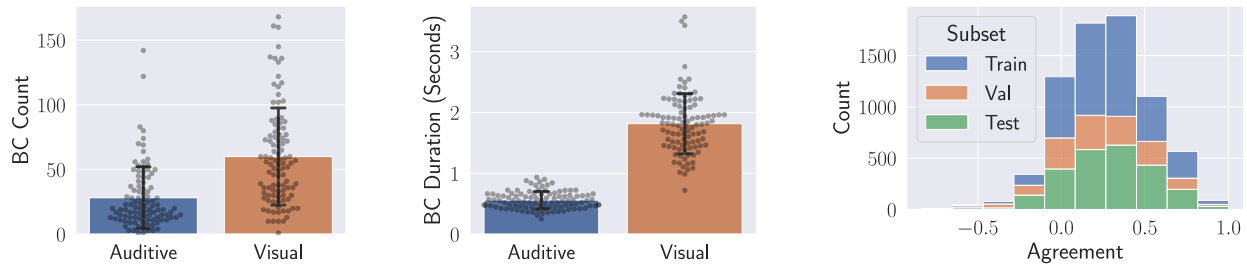 BC Count
150
100
50
0
Auditive Visual
BC Duration (Seconds)
3
2
1
0
Auditive Visual
Count
1500
1000
500
0
Subset
Train
Val
Test
−0.5 0.0 0.5 1.0
Agreement